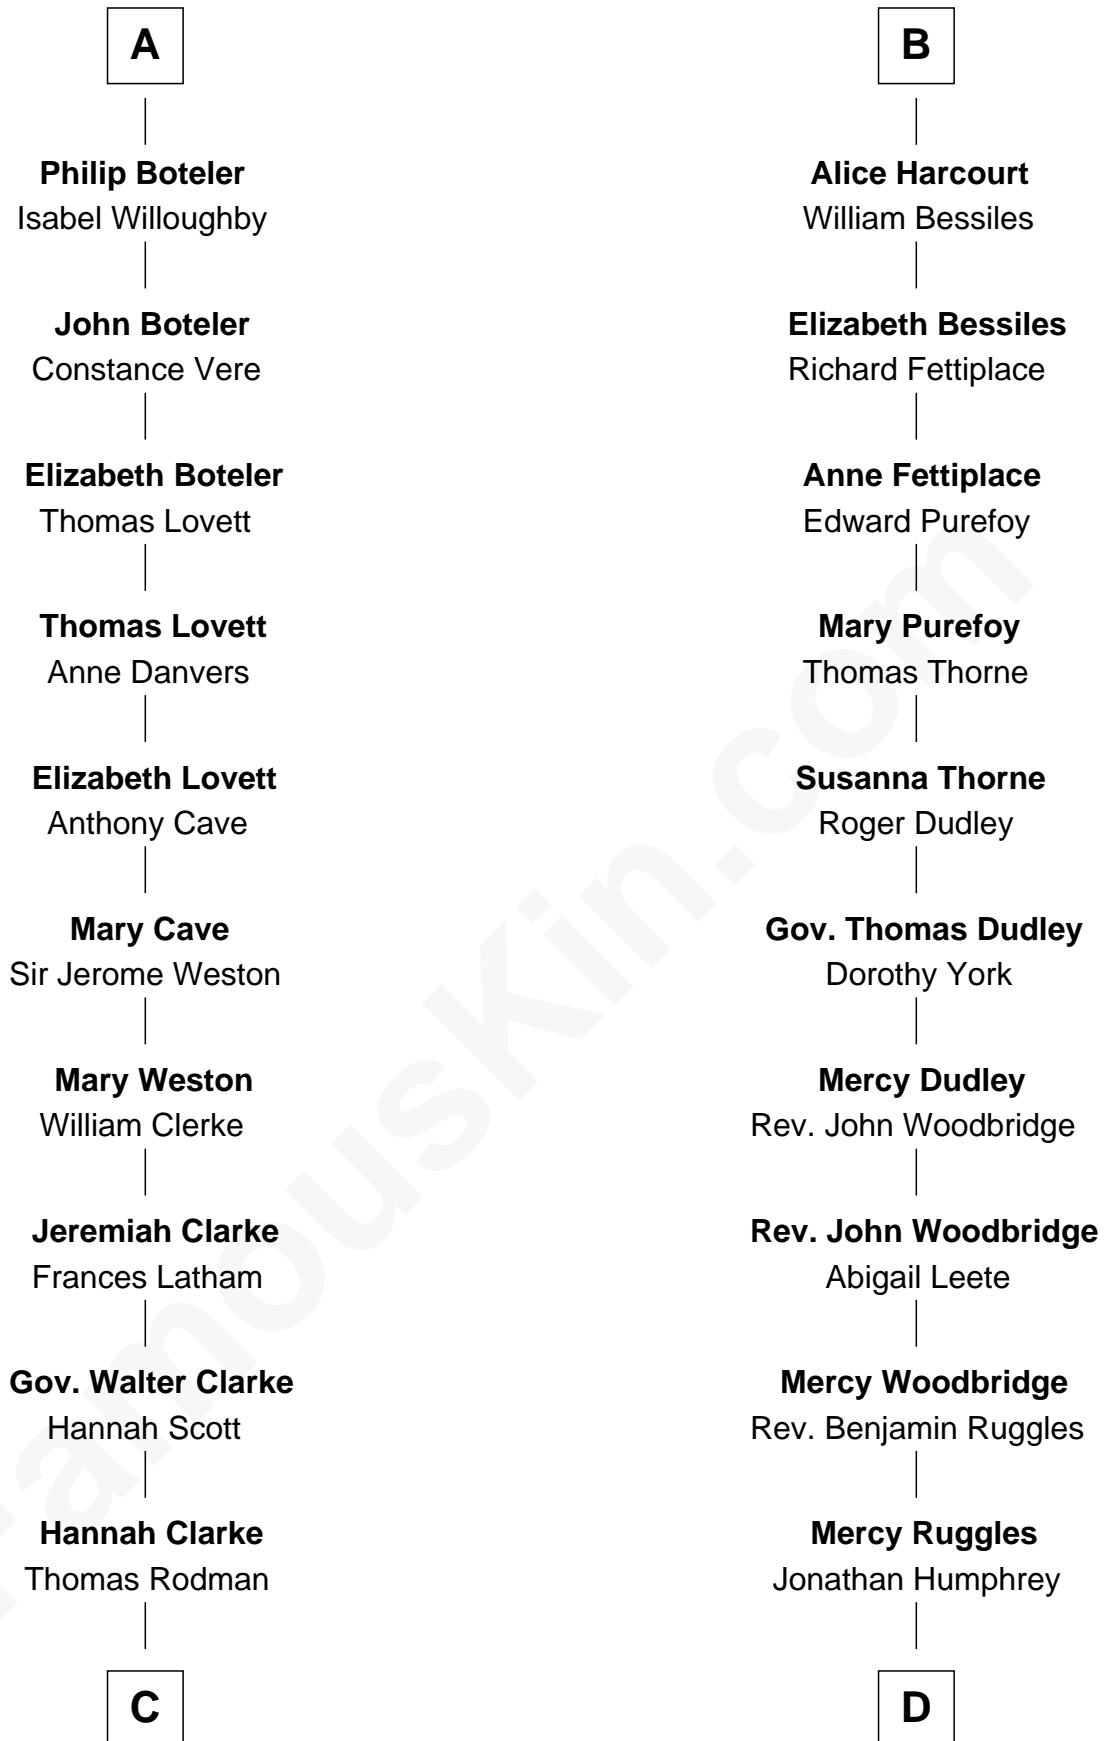 A
Philip Boteler
Isabel Willoughby
John Boteler
Constance Vere
Elizabeth Boteler
Thomas Lovett
Thomas Lovett
Anne Danvers
Elizabeth Lovett
Anthony Cave
Mary Cave
Sir Jerome Weston
Mary Weston
William Clerke
Jeremiah Clarke
Frances Latham
Gov. Walter Clarke
Hannah Scott
Hannah Clarke
Thomas Rodman
C
B
Alice Harcourt
William Bessiles
Elizabeth Bessiles
Richard Fettiplace
Anne Fettiplace
Edward Purefoy
Mary Purefoy
Thomas Thorne
Susanna Thorne
Roger Dudley
Gov. Thomas Dudley
Dorothy York
Mercy Dudley
Rev. John Woodbridge
Rev. John Woodbridge
Abigail Leete
Mercy Woodbridge
Rev. Benjamin Ruggles
Mercy Ruggles
Jonathan Humphrey
D
FamousKin.com